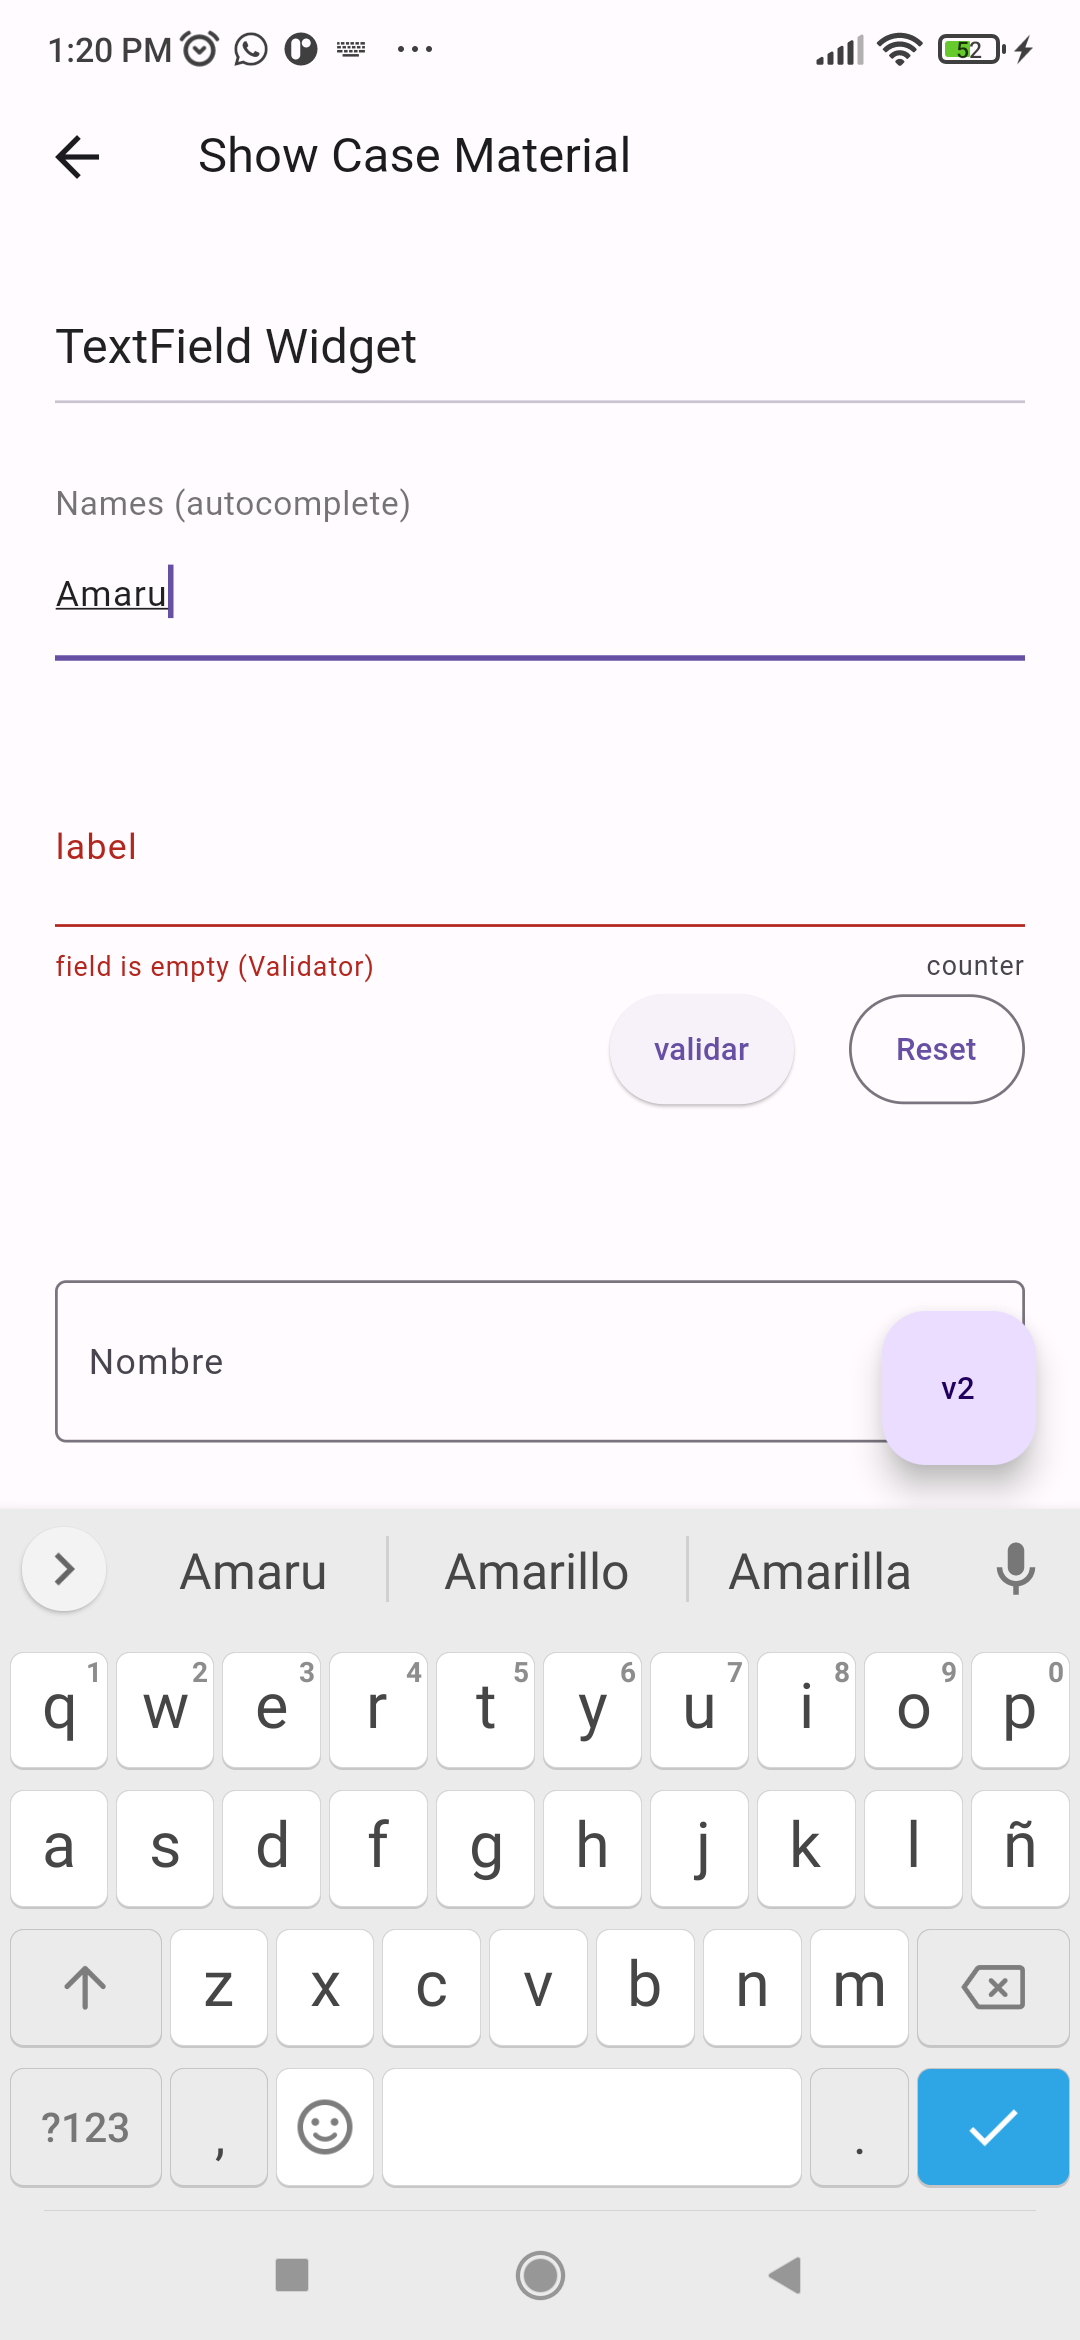 1:20 PM
52
Show Case Material
TextField Widget
Names (autocomplete)
Amaru
label
field is empty (Validator)
counter
validar
Reset
Nombre
v2
Amaru
Amarillo
Amarilla
q 1 w 2 e 3 r 4 t 5 y 6 u 7 i 8 o 9 p 0
a s d f g h j k l ñ
z x c v b n m
?123 , .